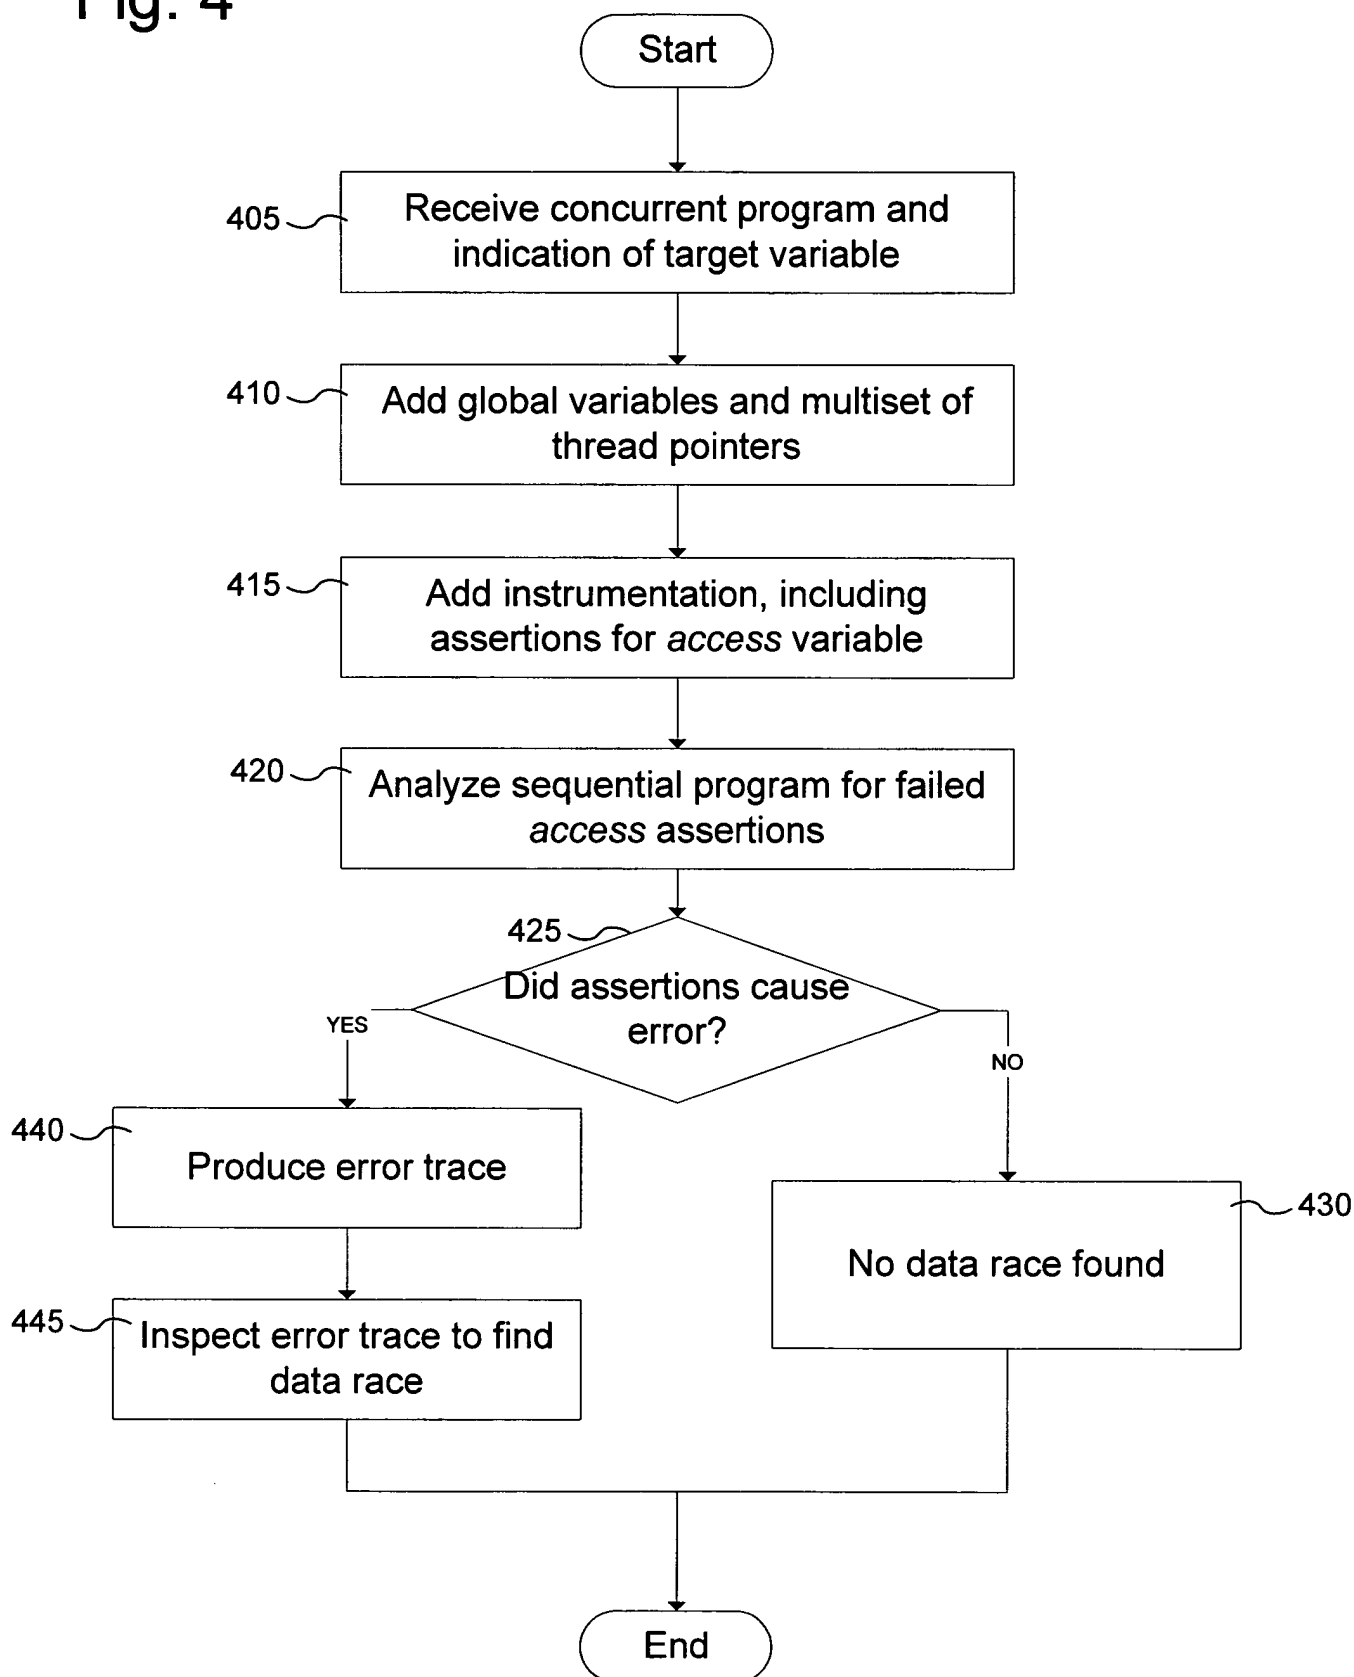 Fig. 4
Start
405
Receive concurrent program and
indication of target variable
410
Add global variables and multiset of
thread pointers
415
Add instrumentation, including
assertions for access variable
420
Analyze sequential program for failed
access assertions
425
Did assertions cause
error?
YES
NO
440
Produce error trace
430
No data race found
445
Inspect error trace to find
data race
End